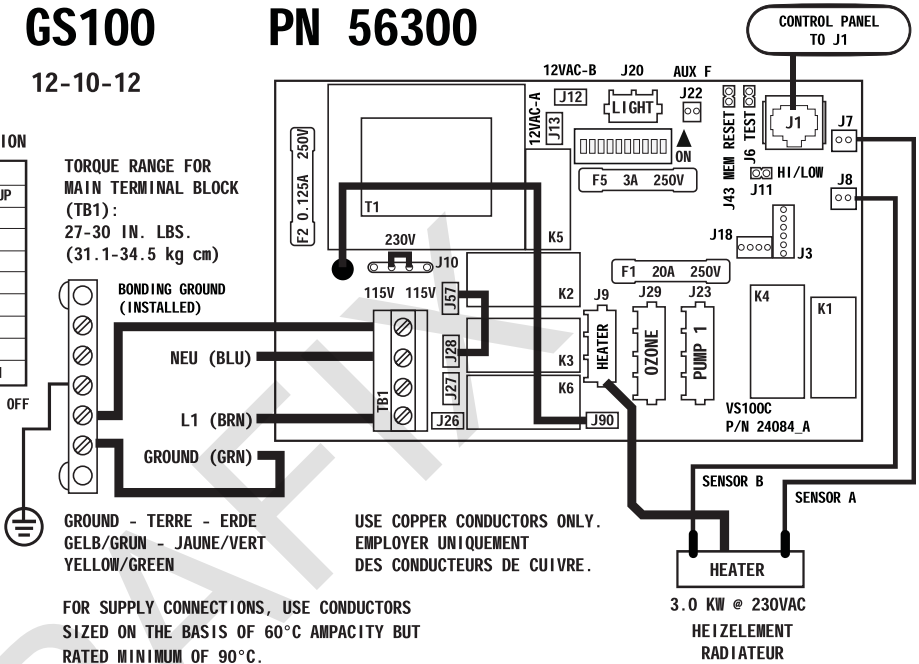 GS100
PN 56300
12-10-12
CONTROL PANEL
TO J1
12VAC-B
J20
AUX F
J22
J12
LIGHT
12VAC-A
J13
ON
F5 3A 250V
J43 MEM RESET
J6 TEST
J1
J7
HI/LOW
J11
J8
J18
J3
ION
UP
OFF
TORQUE RANGE FOR
MAIN TERMINAL BLOCK
(TB1):
27-30 IN. LBS.
(31.1-34.5 kg cm)
F2 0.125A 250V
T1
K5
230V
J10
115V 115V
J57
K2
F1 20A 250V
J9
J29
J23
HEATER
OZONE
PUMP 1
K4
K1
BONDING GROUND
(INSTALLED)
NEU (BLU)
J28
K3
TB1
J27
K6
L1 (BRN)
J26
J90
VS100C
P/N 24084_A
GROUND (GRN)
SENSOR B
SENSOR A
GROUND - TERRE - ERDE
GELB/GRUN - JAUNE/VERT
YELLOW/GREEN
USE COPPER CONDUCTORS ONLY.
EMPLOYER UNIQUEMENT
DES CONDUCTEURS DE CUIVRE.
HEATER
3.0 KW @ 230VAC
HEIZELEMENT
RADIATEUR
FOR SUPPLY CONNECTIONS, USE CONDUCTORS
SIZED ON THE BASIS OF 60°C AMPACITY BUT
RATED MINIMUM OF 90°C.
DAFIX